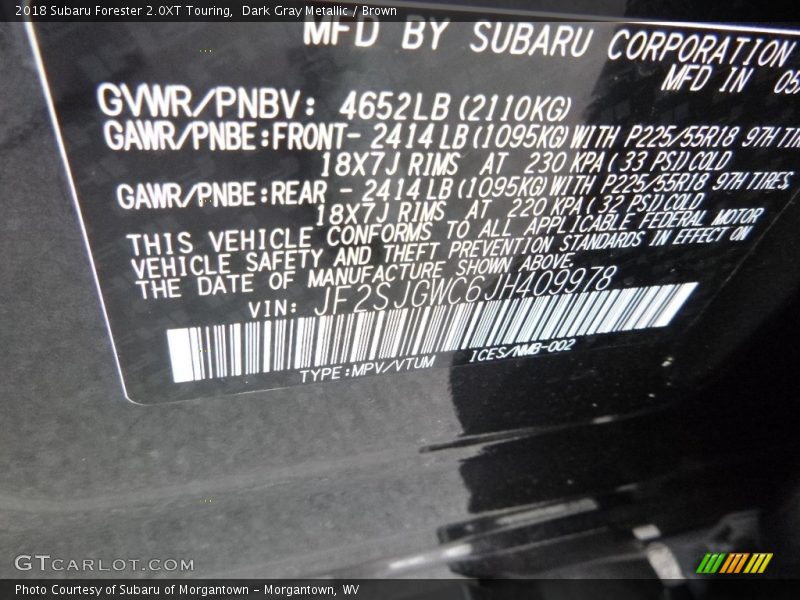 2018 Subaru Forester 2.0XT Touring,  Dark Gray Metallic / Brown
MFD BY SUBARU CORPORATION
MFD IN 05
GVWR/PNBV: 4652LB (2110KG)
GAWR/PNBE:FRONT- 2414 LB (1095KG) WITH P225/55R18 97H TIR
18X7J RIMS AT 230 KPA ( 33 PSI) COLD
GAWR/PNBE:REAR - 2414 LB (1095KG) WITH P225/55R18 97H TIRES
18X7J RIMS AT 220 KPA ( 32 PSI) COLD
THIS VEHICLE CONFORMS TO ALL APPLICABLE FEDERAL MOTOR
VEHICLE SAFETY AND THEFT PREVENTION STANDARDS IN EFFECT ON
THE DATE OF MANUFACTURE SHOWN ABOVE.
VIN: JF2SJGWC6JH409978
TYPE:MPV/VTUM ICES/NMB-002
GTCARLOT.COM
Photo Courtesy of Subaru of Morgantown - Morgantown, WV